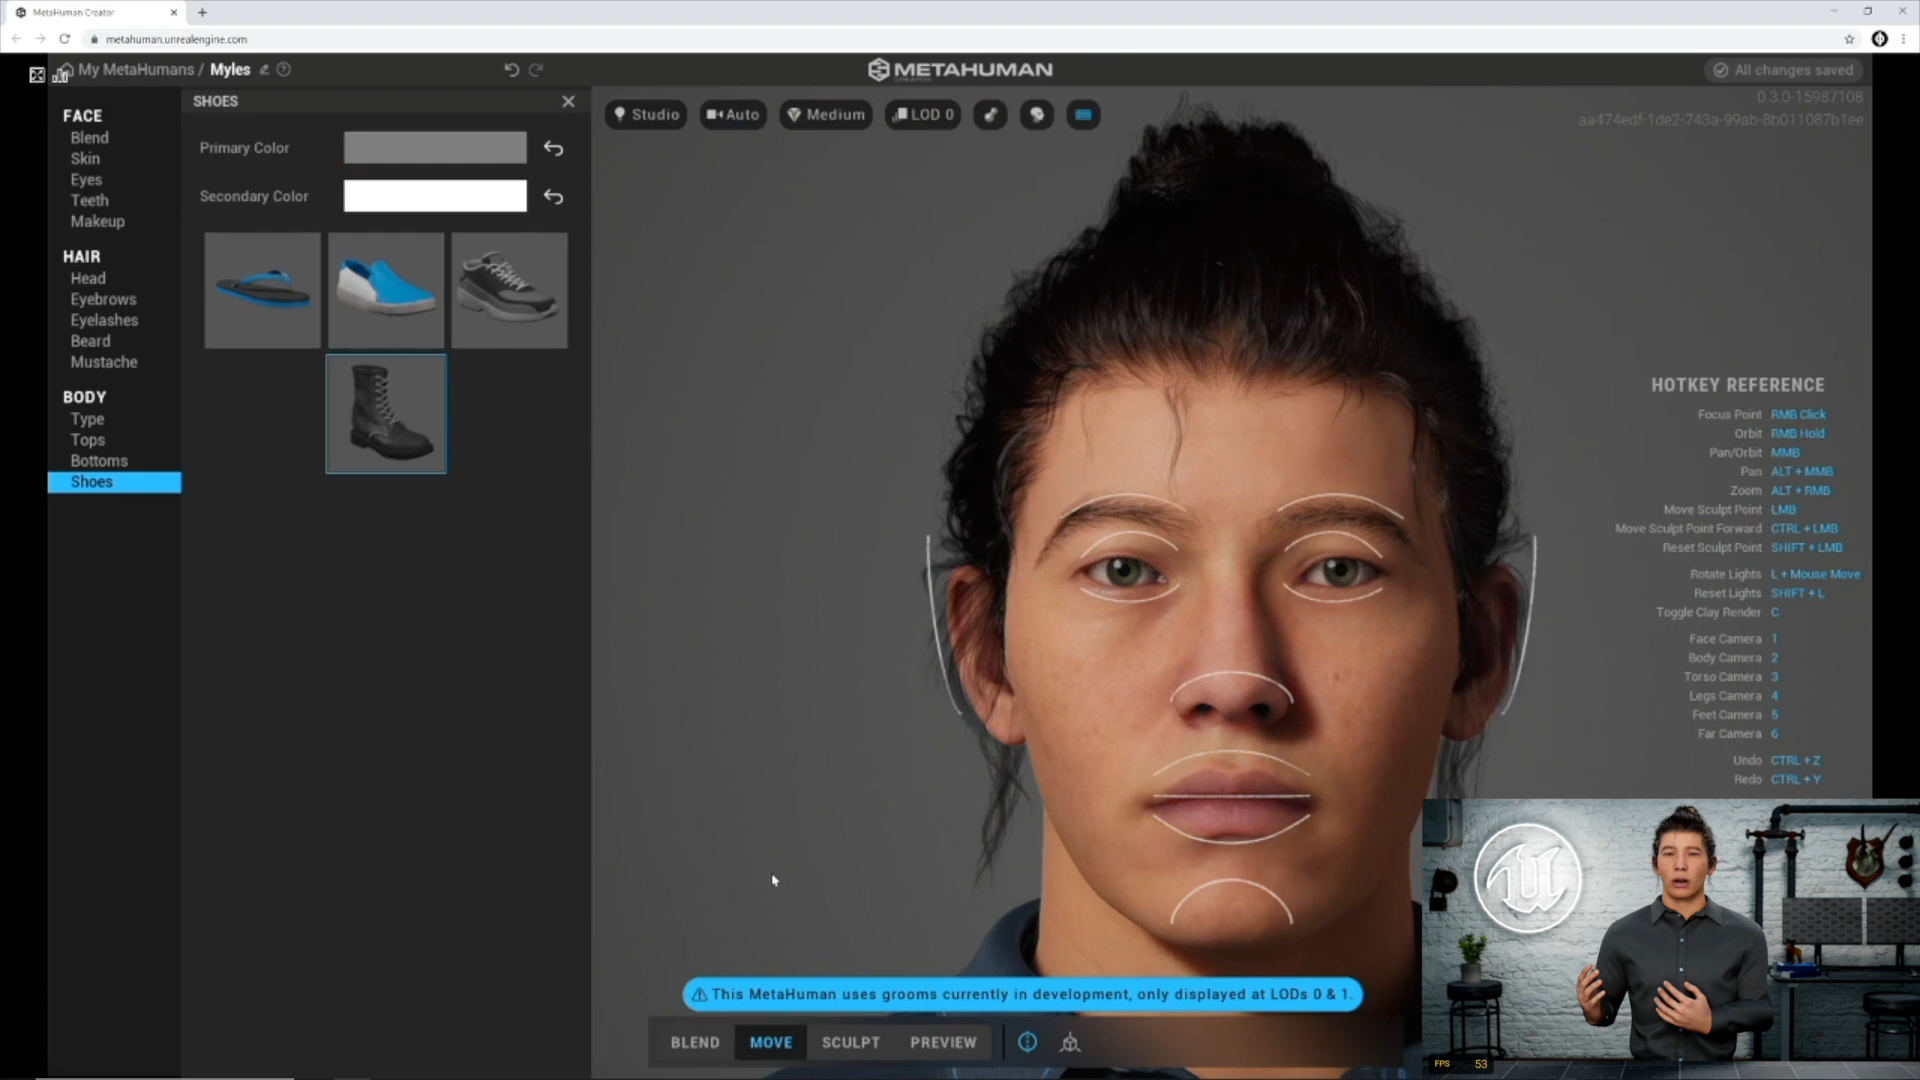 MetaHuman Creator
metahuman.unrealengine.com
My MetaHumans / Myles
METAHUMAN
CREATOR
All changes saved
0.3.0-15987108
aa474edf-1de2-743a-99ab-8b011087b1ee
FACE
Blend
Skin
Eyes
Teeth
Makeup
HAIR
Head
Eyebrows
Eyelashes
Beard
Mustache
BODY
Type
Tops
Bottoms
Shoes
SHOES
Primary Color
Secondary Color
Studio
Auto
Medium
LOD 0
HOTKEY REFERENCE
Focus Point RMB Click
Orbit RMB Hold
Pan/Orbit MMB
Pan ALT + MMB
Zoom ALT + RMB
Move Sculpt Point LMB
Move Sculpt Point Forward CTRL + LMB
Reset Sculpt Point SHIFT + LMB
Rotate Lights L + Mouse Move
Reset Lights SHIFT + L
Toggle Clay Render C
Face Camera 1
Body Camera 2
Torso Camera 3
Legs Camera 4
Feet Camera 5
Far Camera 6
Undo CTRL + Z
Redo CTRL + Y
This MetaHuman uses grooms currently in development, only displayed at LODs 0 & 1.
BLEND
MOVE
SCULPT
PREVIEW
FPS 53